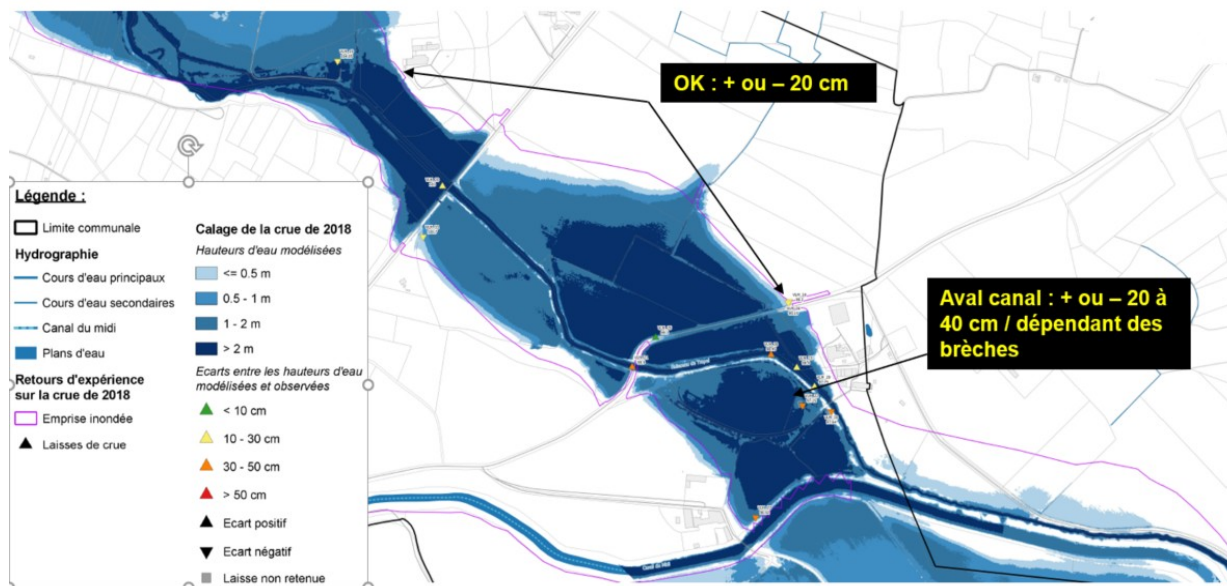 OK : + ou – 20 cm
Aval canal : + ou – 20 à
40 cm / dépendant des
brèches
Légende :
Limite communale
Hydrographie
Cours d'eau principaux
Cours d'eau secondaires
Canal du midi
Plans d'eau
Retours d'expérience
sur la crue de 2018
Emprise inondée
Laisses de crue
Calage de la crue de 2018
Hauteurs d'eau modélisées
<= 0.5 m
0.5 - 1 m
1 - 2 m
> 2 m
Ecarts entre les hauteurs d'eau
modélisées et observées
< 10 cm
10 - 30 cm
30 - 50 cm
> 50 cm
Ecart positif
Ecart négatif
Laisse non retenue